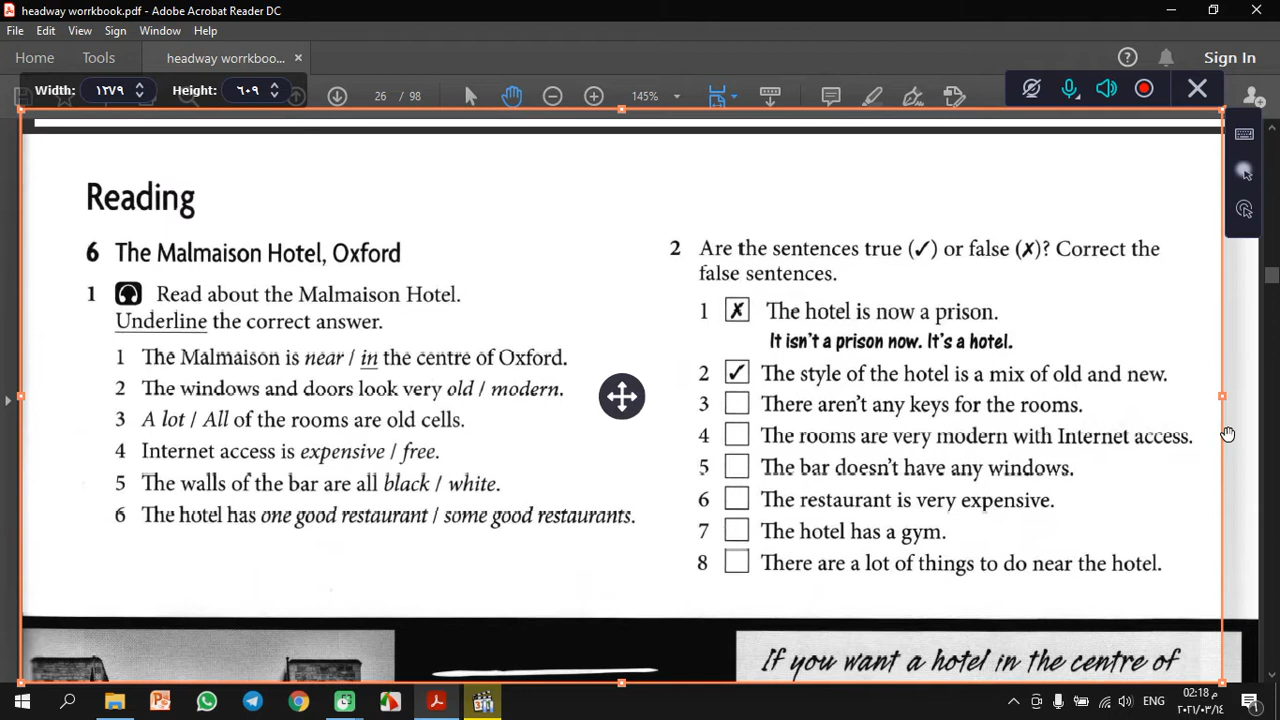 headway worrkbook.pdf - Adobe Acrobat Reader DC
File Edit View Sign Window Help
Home Tools headway worrkboo... × Sign In
Width: ١٢٧٩ Height: ٦٠٩ 26 / 98 145%
Reading
6 The Malmaison Hotel, Oxford
1 Read about the Malmaison Hotel.
Underline the correct answer.
1 The Malmaison is near / in the centre of Oxford.
2 The windows and doors look very old / modern.
3 A lot / All of the rooms are old cells.
4 Internet access is expensive / free.
5 The walls of the bar are all black / white.
6 The hotel has one good restaurant / some good restaurants.
2 Are the sentences true (✓) or false (✗)? Correct the
false sentences.
1 ✗ The hotel is now a prison.
It isn't a prison now. It's a hotel.
2 ✓ The style of the hotel is a mix of old and new.
3 There aren't any keys for the rooms.
4 The rooms are very modern with Internet access.
5 The bar doesn't have any windows.
6 The restaurant is very expensive.
7 The hotel has a gym.
8 There are a lot of things to do near the hotel.
If you want a hotel in the centre of
ENG
02:18 م
٢٠٢١/٠٣/١٤